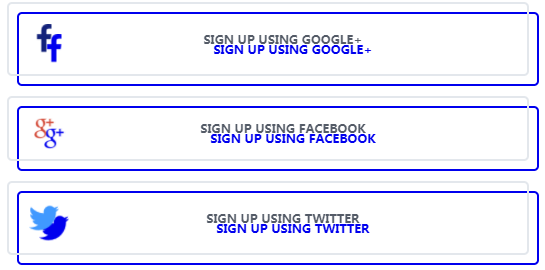 f f
SIGN UP USING GOOGLE+
SIGN UP USING GOOGLE+
g+ g+
SIGN UP USING FACEBOOK
SIGN UP USING FACEBOOK
SIGN UP USING TWITTER
SIGN UP USING TWITTER